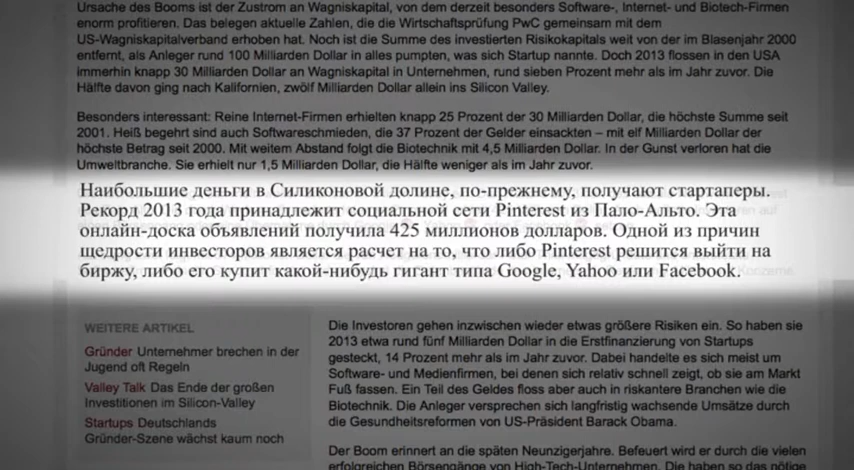 Ursache des Booms ist der Zustrom an Wagniskapital, von dem derzeit besonders Software-, Internet- und Biotech-Firmen
enorm profitieren. Das belegen aktuelle Zahlen, die die Wirtschaftsprüfung PwC gemeinsam mit dem
US-Wagniskapitalverband erhoben hat. Noch ist die Summe des investierten Risikokapitals weit von der im Blasenjahr 2000
entfernt, als Anleger rund 100 Milliarden Dollar in alles pumpten, was sich Startup nannte. Doch 2013 flossen in den USA
immerhin knapp 30 Milliarden Dollar an Wagniskapital in Unternehmen, rund sieben Prozent mehr als im Jahr zuvor. Die
Hälfte davon ging nach Kalifornien, zwölf Milliarden Dollar allein ins Silicon Valley.
Besonders interessant: Reine Internet-Firmen erhielten knapp 25 Prozent der 30 Milliarden Dollar, die höchste Summe seit
2001. Heiß begehrt sind auch Softwareschmieden, die 37 Prozent der Gelder einsackten – mit elf Milliarden Dollar der
höchste Betrag seit 2000. Mit weitem Abstand folgt die Biotechnik mit 4,5 Milliarden Dollar. In der Gunst verloren hat die
Umweltbranche. Sie erhielt nur 1,5 Milliarden Dollar, die Hälfte weniger als im Jahr zuvor.
Наибольшие деньги в Силиконовой долине, по-прежнему, получают стартаперы.
Рекорд 2013 года принадлежит социальной сети Pinterest из Пало-Альто. Эта
онлайн-доска объявлений получила 425 миллионов долларов. Одной из причин
щедрости инвесторов является расчет на то, что либо Pinterest решится выйти на
биржу, либо его купит какой-нибудь гигант типа Google, Yahoo или Facebook.
WEITERE ARTIKEL
Gründer Unternehmer brechen in der
Jugend oft Regeln
Valley Talk Das Ende der großen
Investitionen im Silicon-Valley
Startups Deutschlands
Gründer-Szene wächst kaum noch
Die Investoren gehen inzwischen wieder etwas größere Risiken ein. So haben sie
2013 etwa rund fünf Milliarden Dollar in die Erstfinanzierung von Startups
gesteckt, 14 Prozent mehr als im Jahr zuvor. Dabei handelte es sich meist um
Software- und Medienfirmen, bei denen sich relativ schnell zeigt, ob sie am Markt
Fuß fassen. Ein Teil des Geldes floss aber auch in riskantere Branchen wie die
Biotechnik. Die Anleger versprechen sich langfristig wachsende Umsätze durch
die Gesundheitsreformen von US-Präsident Barack Obama.
Der Boom erinnert an die späten Neunzigerjahre. Befeuert wird er durch die vielen
erfolgreichen Börsengänge von High-Tech-Unternehmen. Die haben so das nötige